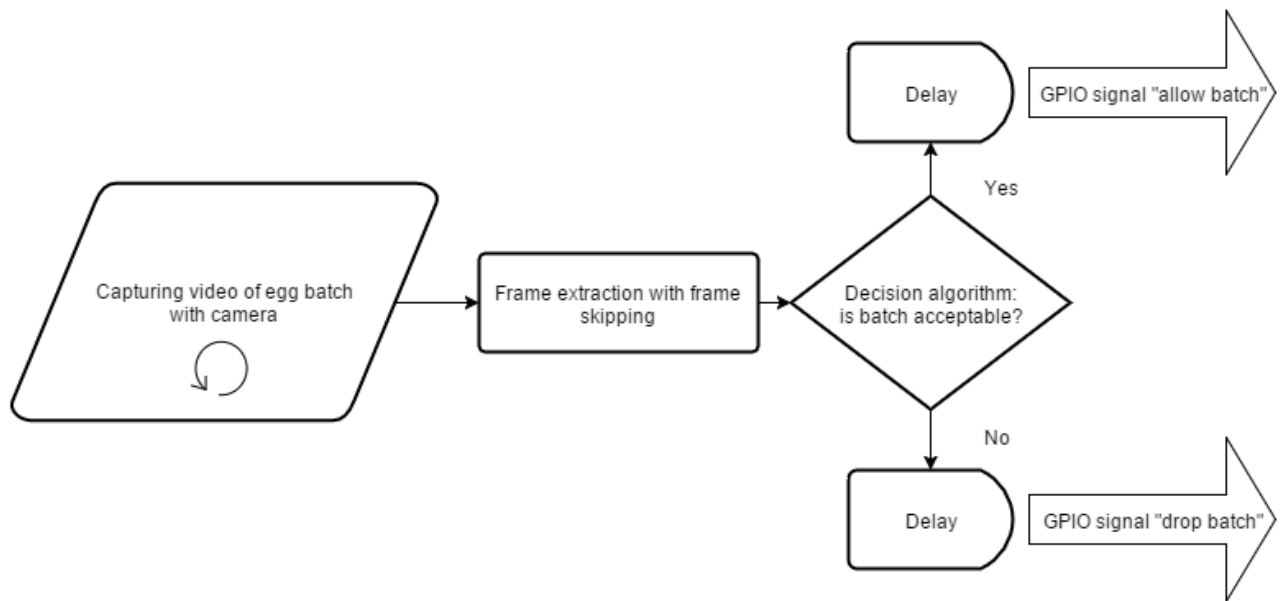 Delay
GPIO signal "allow batch"
Yes
Capturing video of egg batch
with camera
Frame extraction with frame
skipping
Decision algorithm:
is batch acceptable?
No
Delay
GPIO signal "drop batch"